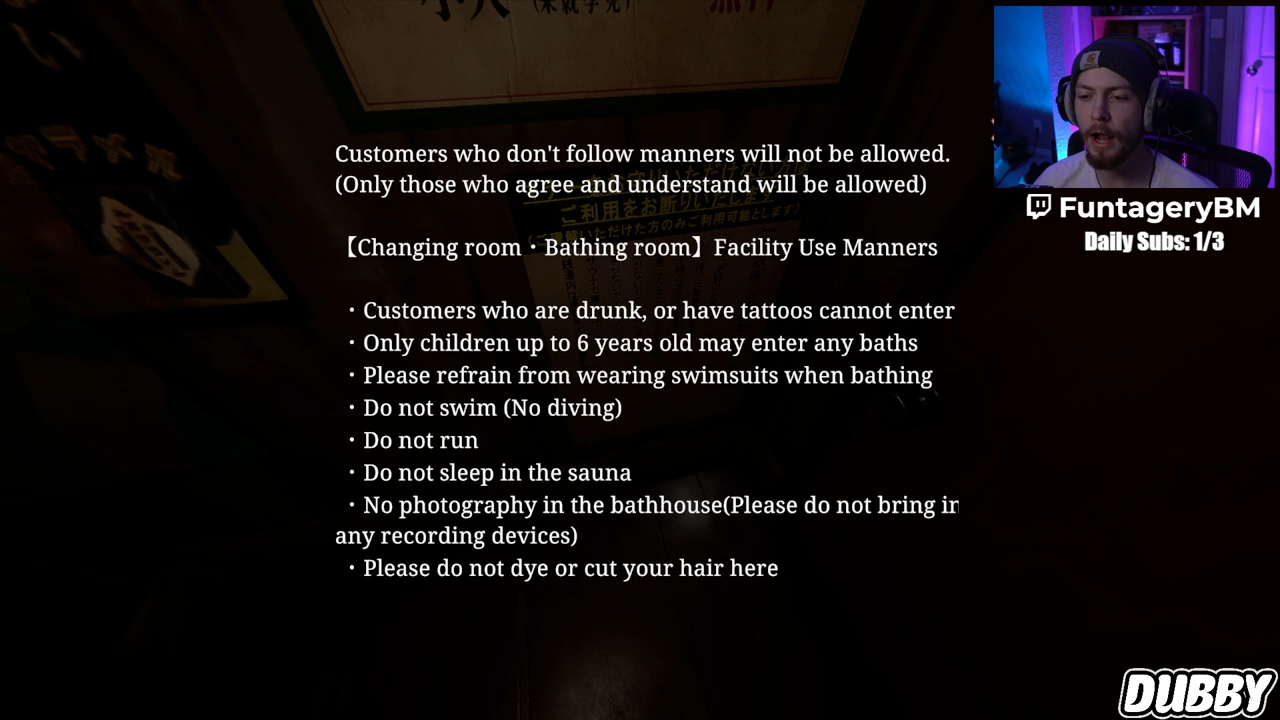 無料
Customers who don't follow manners will not be allowed.
(Only those who agree and understand will be allowed)
ご利用をお断りいたします
【Changing room・Bathing room】Facility Use Manners
・Customers who are drunk, or have tattoos cannot enter
・Only children up to 6 years old may enter any baths
・Please refrain from wearing swimsuits when bathing
・Do not swim (No diving)
・Do not run
・Do not sleep in the sauna
・No photography in the bathhouse(Please do not bring in
any recording devices)
・Please do not dye or cut your hair here
FuntageryBM
Daily Subs: 1/3
DUBBY